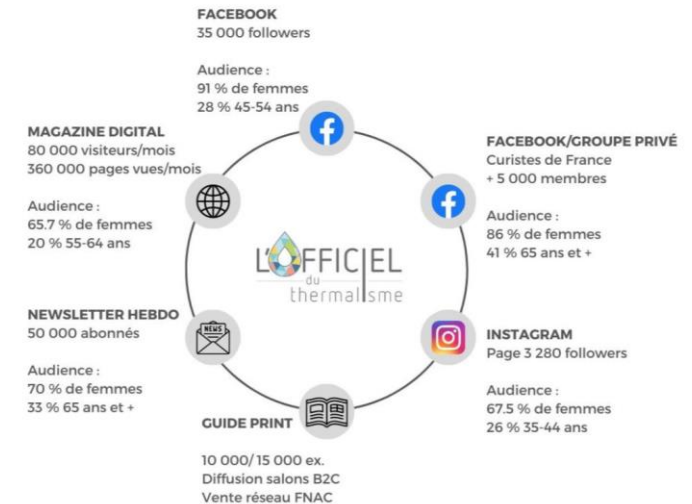 FACEBOOK
35 000 followers
Audience :
91 % de femmes
28 % 45-54 ans
MAGAZINE DIGITAL
80 000 visiteurs/mois
360 000 pages vues/mois
Audience :
65.7 % de femmes
20 % 55-64 ans
FACEBOOK/GROUPE PRIVÉ
Curistes de France
+ 5 000 membres
Audience :
86 % de femmes
41 % 65 ans et +
L'OFFICIEL
du
thermalisme
NEWSLETTER HEBDO
50 000 abonnés
Audience :
70 % de femmes
33 % 65 ans et +
NEWS
INSTAGRAM
Page 3 280 followers
Audience :
67.5 % de femmes
26 % 35-44 ans
GUIDE PRINT
10 000/ 15 000 ex.
Diffusion salons B2C
Vente réseau FNAC